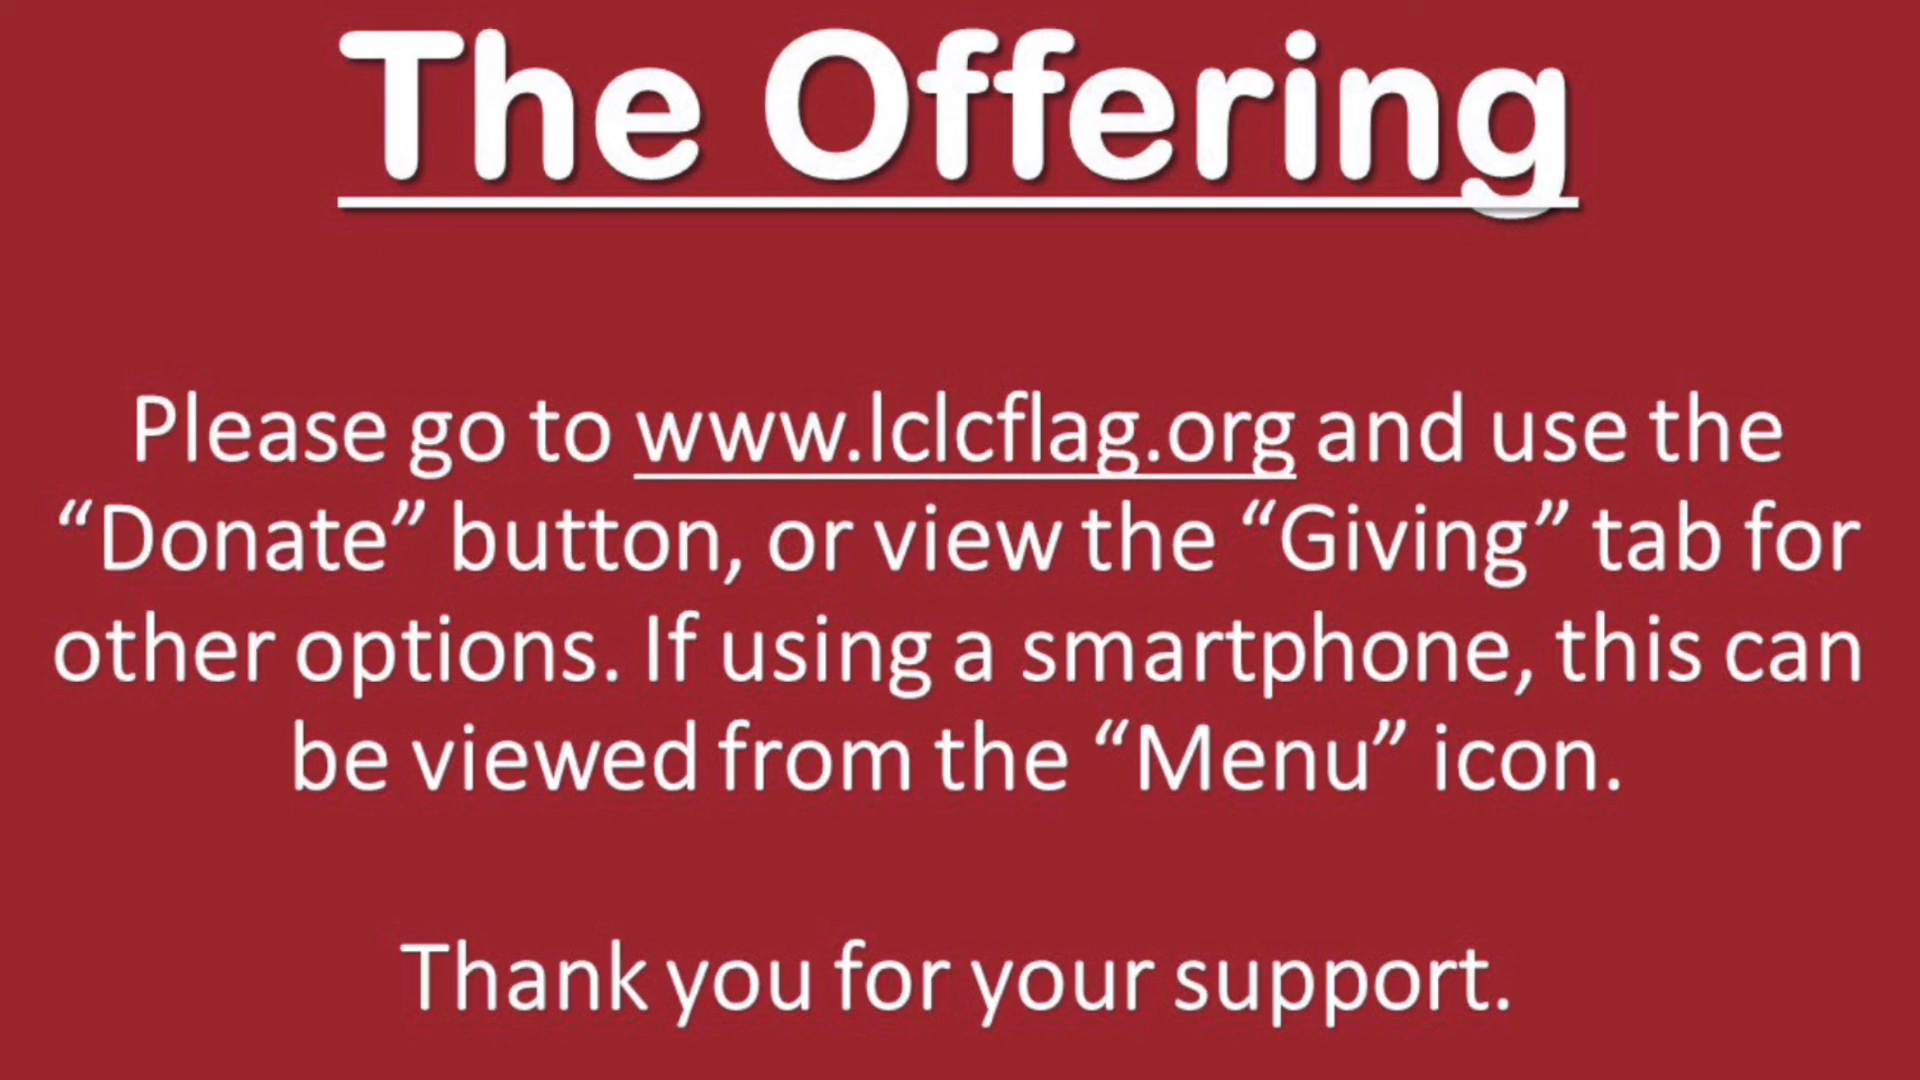 The Offering
Please go to www.lclcflag.org and use the
“Donate” button, or view the “Giving” tab for
other options. If using a smartphone, this can
be viewed from the “Menu” icon.
Thank you for your support.